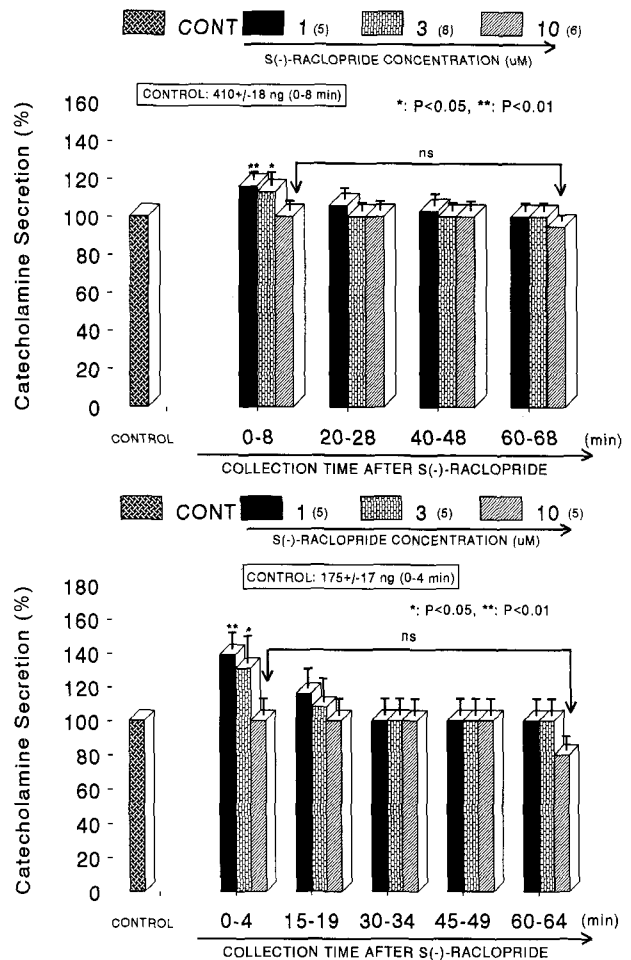 CONT 1 (5) 3 (6) 10 (6)
S(-)-RACLOPRIDE CONCENTRATION (uM)
CONTROL: 410+/-18 ng (0-8 min)
*: P<0.05, **: P<0.01
Catecholamine Secretion (%)
160
140
120
100
80
60
40
20
0
ns
** *
CONTROL 0-8 20-28 40-48 60-68 (min)
COLLECTION TIME AFTER S(-)-RACLOPRIDE
CONT 1 (5) 3 (5) 10 (5)
S(-)-RACLOPRIDE CONCENTRATION (uM)
CONTROL: 175+/-17 ng (0-4 min)
*: P<0.05, **: P<0.01
Catecholamine Secretion (%)
180
160
140
120
100
80
60
40
20
0
ns
** *
CONTROL 0-4 15-19 30-34 45-49 60-64 (min)
COLLECTION TIME AFTER S(-)-RACLOPRIDE